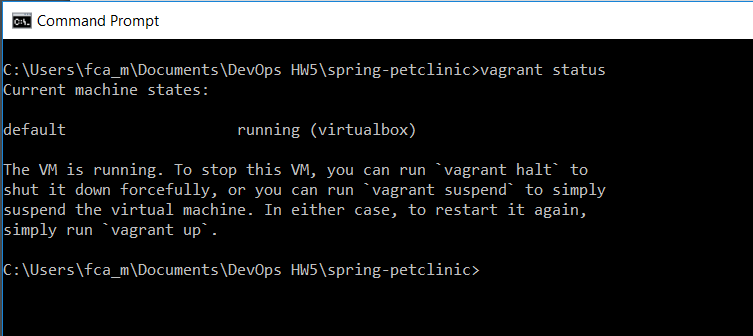 Command Prompt
C:\Users\fca_m\Documents\DevOps HW5\spring-petclinic>vagrant status
Current machine states:
default                   running (virtualbox)
The VM is running. To stop this VM, you can run `vagrant halt` to
shut it down forcefully, or you can run `vagrant suspend` to simply
suspend the virtual machine. In either case, to restart it again,
simply run `vagrant up`.
C:\Users\fca_m\Documents\DevOps HW5\spring-petclinic>